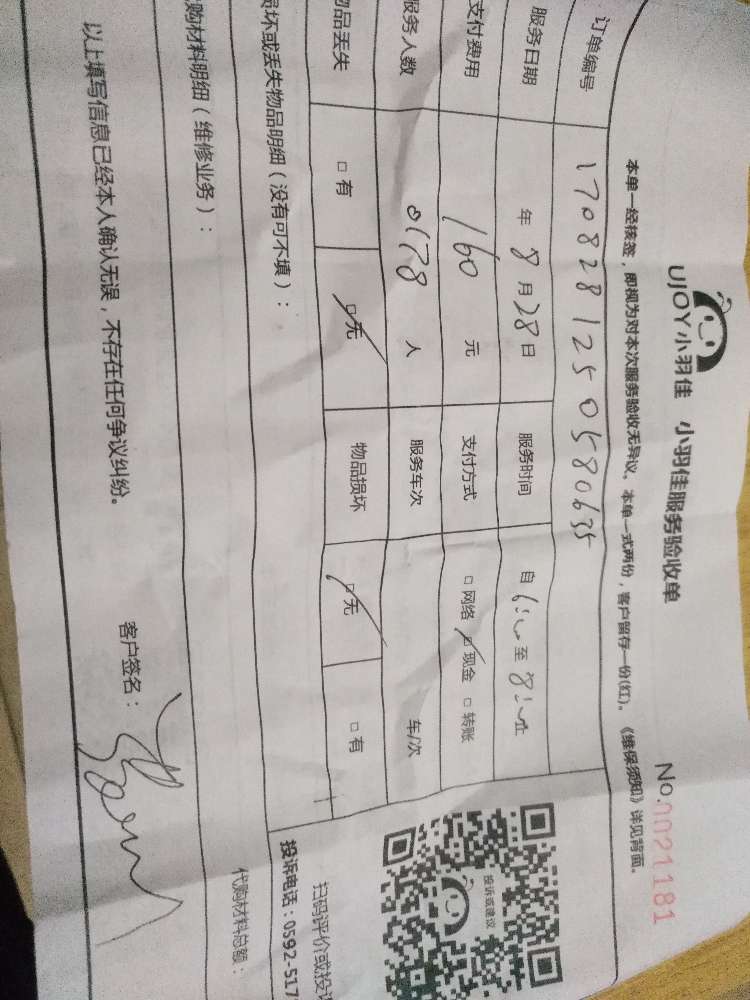 UJOY小羽佳 小羽佳服务验收单
No.0021181
本单一经核签，即视为对本次服务验收无异议。本单一式两份，客户留存一份(红)。《维保须知》详见背面。
订单编号 170828125058063
服务日期 年 8 月 28 日 服务时间 自 至 止
支付费用 160 元 支付方式 □ 网络 □ 现金 □ 转账
服务人数 0178 人 服务车次 车/次
物品丢失 □ 有 □ 无 物品损坏 □ 无 □ 有
损坏或丢失物品明细（没有可不填）：
投诉或建议
扫码评价或投诉
投诉电话：0592-517
代购材料明细（维修业务）：
代购材料总额：
以上填写信息已经本人确认无误，不存在任何争议纠纷。
客户签名：